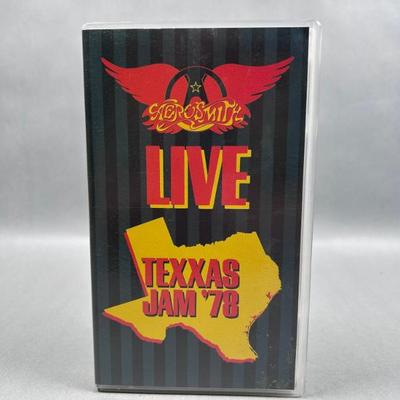 AEROSMITH
LIVE
TEXXAS
JAM '78